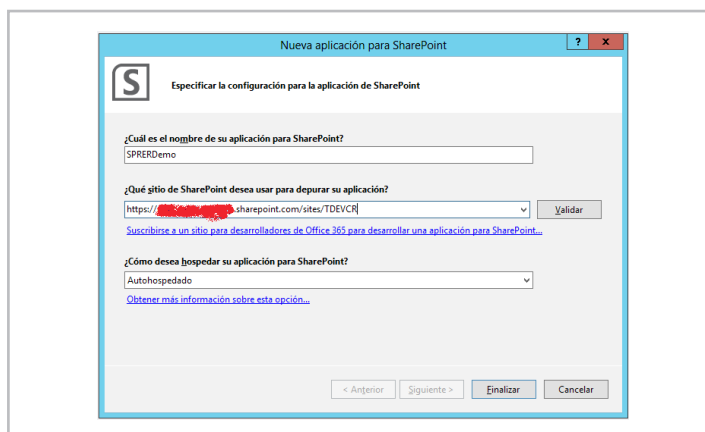 Nueva aplicación para SharePoint
? x
S
Especificar la configuración para la aplicación de SharePoint
¿Cuál es el nombre de su aplicación para SharePoint?
SPRERDemo
¿Qué sitio de SharePoint desea usar para depurar su aplicación?
https:// .sharepoint.com/sites/TDEVCR
Validar
Suscribirse a un sitio para desarrolladores de Office 365 para desarrollar una aplicación para SharePoint...
¿Cómo desea hospedar su aplicación para SharePoint?
Autohospedado
Obtener más información sobre esta opción...
< Anterior Siguiente > Finalizar Cancelar